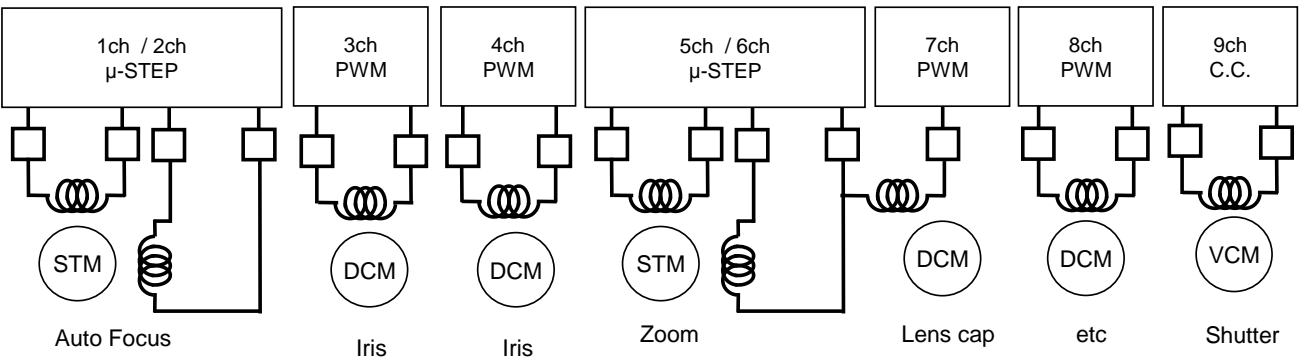 1ch / 2ch
μ-STEP
3ch
PWM
4ch
PWM
5ch / 6ch
μ-STEP
7ch
PWM
8ch
PWM
9ch
C.C.
STM
DCM
DCM
STM
DCM
DCM
VCM
Auto Focus
Iris
Iris
Zoom
Lens cap
etc
Shutter